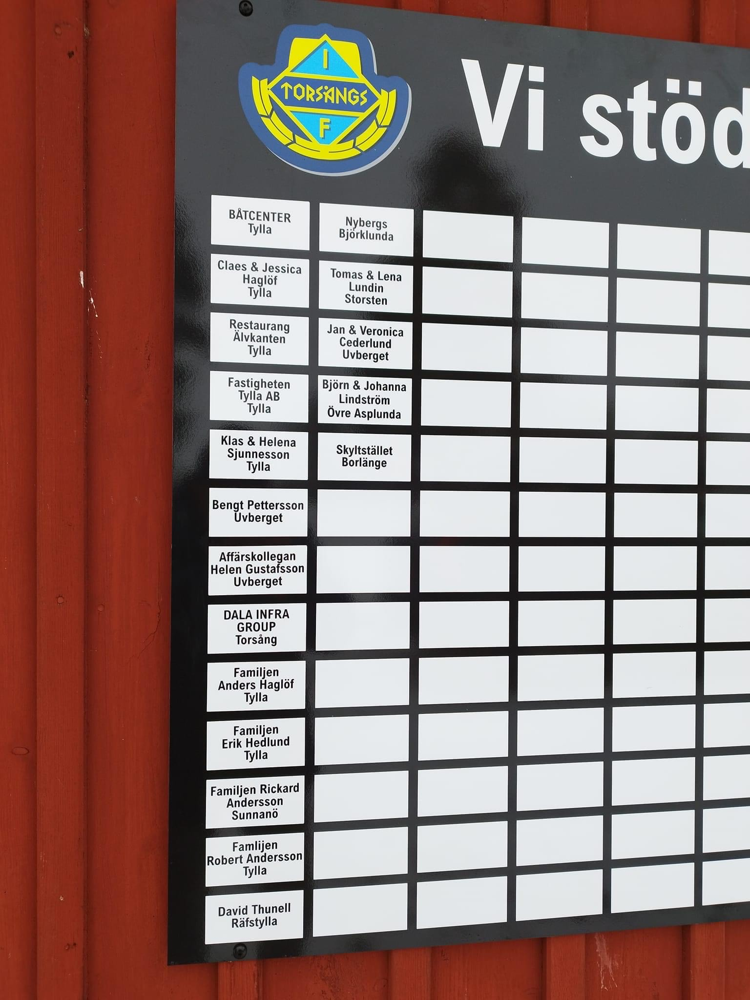 I
TORSÅNGS
F
Vi stöd
BÅTCENTER
Tylla
Claes & Jessica
Haglöf
Tylla
Restaurang
Älvkanten
Tylla
Fastigheten
Tylla AB
Tylla
Klas & Helena
Sjunnesson
Tylla
Bengt Pettersson
Uvberget
Affärskollegan
Helen Gustafsson
Uvberget
DALA INFRA
GROUP
Torsång
Familjen
Anders Haglöf
Tylla
Familjen
Erik Hedlund
Tylla
Familjen Rickard
Andersson
Sunnanö
Famlijen
Robert Andersson
Tylla
David Thunell
Räfstylla
Nybergs
Björklunda
Tomas & Lena
Lundin
Storsten
Jan & Veronica
Cederlund
Uvberget
Björn & Johanna
Lindström
Övre Asplunda
Skyltstället
Borlänge